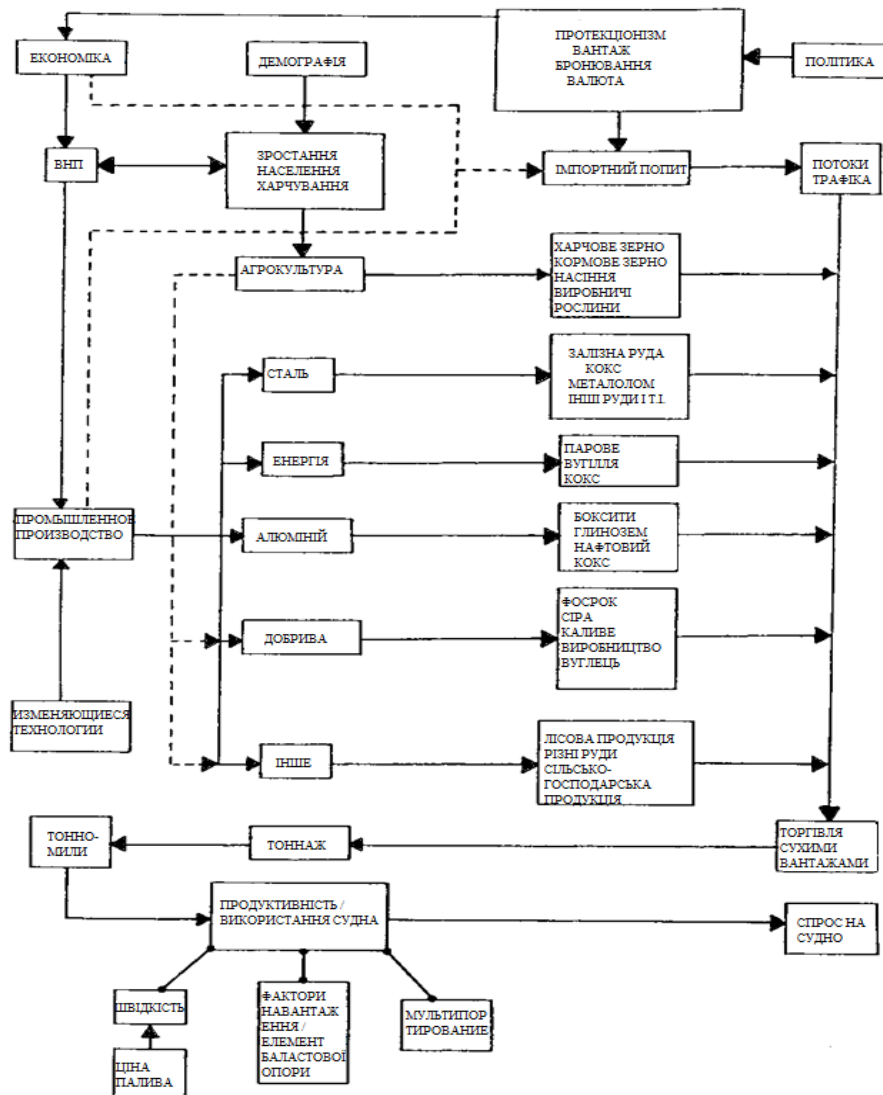 ПРОТЕКЦІОНІЗМ
ВАНТАЖ
БРОНЮВАННЯ
ВАЛЮТА
ЕКОНОМІКА
ДЕМОГРАФІЯ
ПОЛІТИКА
ВНП
ЗРОСТАННЯ
НАСЕЛЕННЯ
ХАРЧУВАННЯ
ІМПОРТНИЙ ПОПИТ
ПОТОКИ
ТРАФІКА
АГРОКУЛЬТУРА
ХАРЧОВЕ ЗЕРНО
КОРМОВЕ ЗЕРНО
НАСІННЯ
ВИРОБНИЧІ
РОСЛИНИ
СТАЛЬ
ЗАЛІЗНА РУДА
КОКС
МЕТАЛОЛОМ
ІНШІ РУДИ І Т.І.
ЕНЕРГІЯ
ПАРОВЕ
ВУГІЛЛЯ
КОКС
ПРОМЫШЛЕННОЕ
ПРОИЗВОДСТВО
АЛЮМІНІЙ
БОКСИТИ
ГЛИНОЗЕМ
НАФТОВИЙ
КОКС
ДОБРИВА
ФОСРОК
СІРА
КАЛИВЕ
ВИРОБНИЦТВО
ВУГЛЕЦЬ
ИЗМЕНЯЮЩИЕСЯ
ТЕХНОЛОГИИ
ІНШЕ
ЛІСОВА ПРОДУКЦІЯ
РІЗНІ РУДИ
СІЛЬСЬКО-
ГОСПОДАРСЬКА
ПРОДУКЦІЯ
ТОННО-
МИЛИ
ТОННАЖ
ТОРГІВЛЯ
СУХИМИ
ВАНТАЖАМИ
ПРОДУКТИВНІСТЬ /
ВИКОРИСТАННЯ СУДНА
СПРОС НА
СУДНО
ШВІДКІСТЬ
ФАКТОРИ
НАВАНТАЖ
ЕННЯ /
ЕЛЕМЕНТ
БАЛАСТОВОЇ
ОПОРИ
МУЛЬТИПОР
ТИРОВАНИЕ
ЦІНА
ПАЛИВА